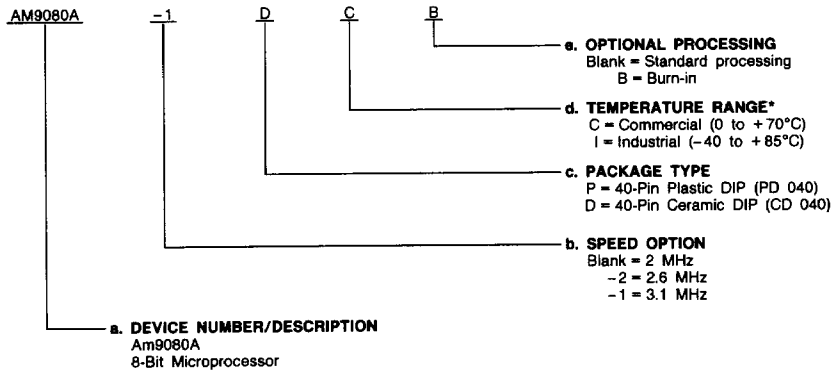 AM9080A -1 D C B
e. OPTIONAL PROCESSING
Blank = Standard processing
B = Burn-in
d. TEMPERATURE RANGE*
C = Commercial (0 to +70°C)
I = Industrial (-40 to +85°C)
c. PACKAGE TYPE
P = 40-Pin Plastic DIP (PD 040)
D = 40-Pin Ceramic DIP (CD 040)
b. SPEED OPTION
Blank = 2 MHz
-2 = 2.6 MHz
-1 = 3.1 MHz
a. DEVICE NUMBER/DESCRIPTION
Am9080A
8-Bit Microprocessor